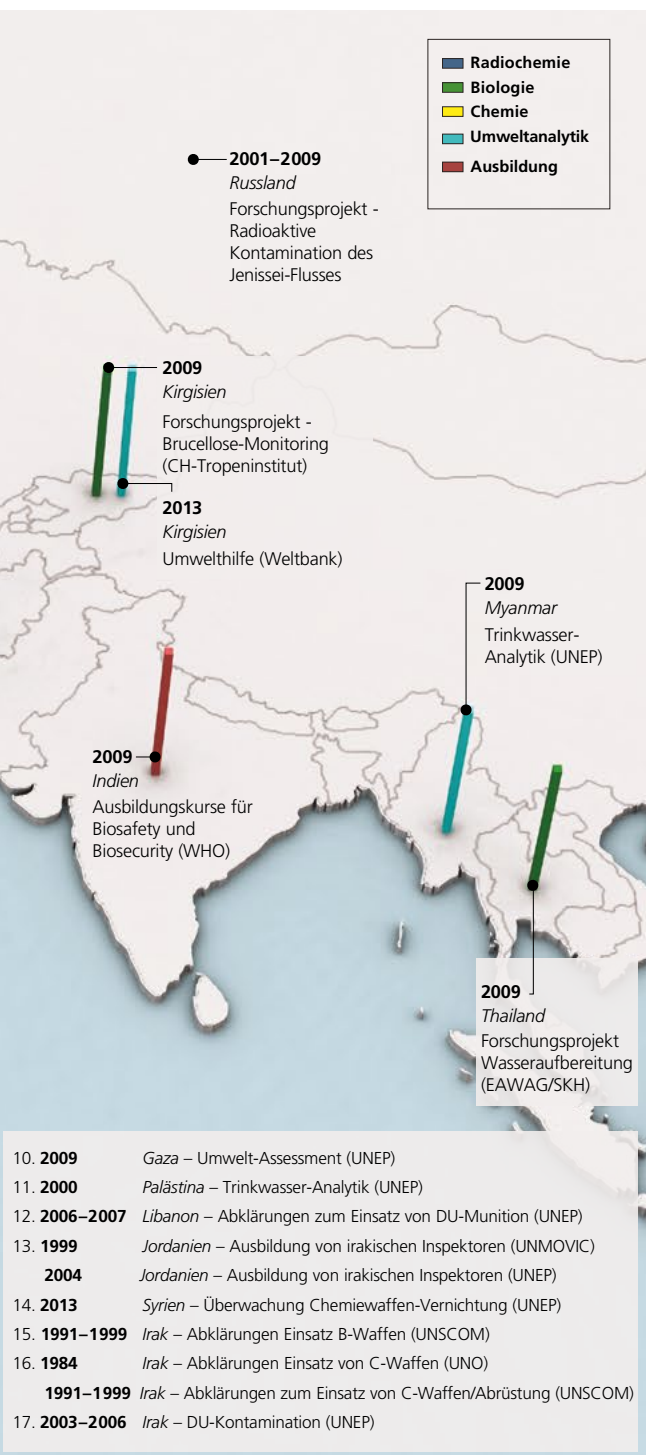 Radiochemie
Biologie
Chemie
Umweltanalytik
Ausbildung
2001–2009
Russland
Forschungsprojekt -
Radioaktive
Kontamination des
Jenissei-Flusses
2009
Kirgisien
Forschungsprojekt -
Brucellose-Monitoring
(CH-Tropeninstitut)
2013
Kirgisien
Umwelthilfe (Weltbank)
2009
Myanmar
Trinkwasser-
Analytik (UNEP)
2009
Indien
Ausbildungskurse für
Biosafety und
Biosecurity (WHO)
2009
Thailand
Forschungsprojekt
Wasseraufbereitung
(EAWAG/SKH)
10. 2009 Gaza – Umwelt-Assessment (UNEP)
11. 2000 Palästina – Trinkwasser-Analytik (UNEP)
12. 2006–2007 Libanon – Abklärungen zum Einsatz von DU-Munition (UNEP)
13. 1999 Jordanien – Ausbildung von irakischen Inspektoren (UNMOVIC)
2004 Jordanien – Ausbildung von irakischen Inspektoren (UNEP)
14. 2013 Syrien – Überwachung Chemiewaffen-Vernichtung (UNEP)
15. 1991–1999 Irak – Abklärungen Einsatz B-Waffen (UNSCOM)
16. 1984 Irak – Abklärungen Einsatz von C-Waffen (UNO)
1991–1999 Irak – Abklärungen zum Einsatz von C-Waffen/Abrüstung (UNSCOM)
17. 2003–2006 Irak – DU-Kontamination (UNEP)